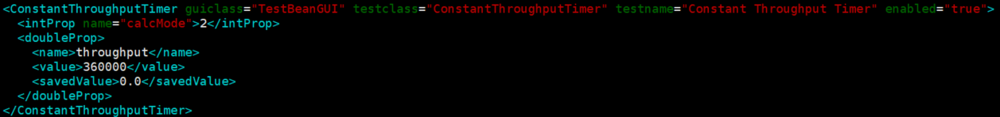 <ConstantThroughputTimer guiclass="TestBeanGUI" testclass="ConstantThroughputTimer" testname="Constant Throughput Timer" enabled="true">
  <intProp name="calcMode">2</intProp>
  <doubleProp>
    <name>throughput</name>
    <value>360000</value>
    <savedValue>0.0</savedValue>
  </doubleProp>
</ConstantThroughputTimer>